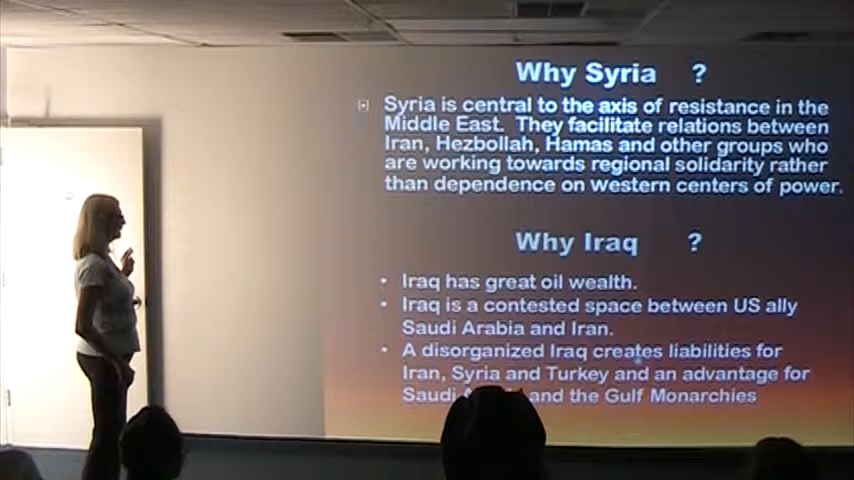 Why Syria ?
Syria is central to the axis of resistance in the
Middle East. They facilitate relations between
Iran, Hezbollah, Hamas and other groups who
are working towards regional solidarity rather
than dependence on western centers of power.
Why Iraq ?
• Iraq has great oil wealth.
• Iraq is a contested space between US ally
Saudi Arabia and Iran.
• A disorganized Iraq creates liabilities for
Iran, Syria and Turkey and an advantage for
Saudi and the Gulf Monarchies